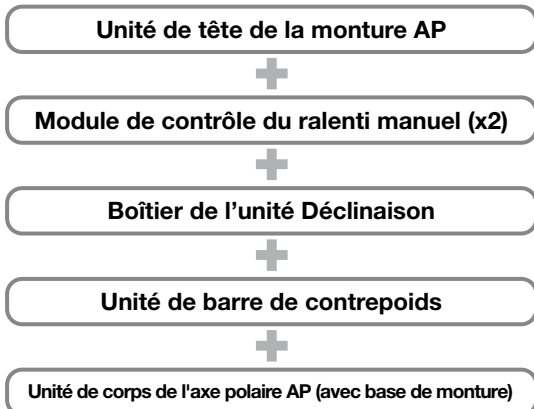 Unité de tête de la monture AP
+
Module de contrôle du ralenti manuel (x2)
+
Boîtier de l’unité Déclinaison
+
Unité de barre de contrepoids
+
Unité de corps de l'axe polaire AP (avec base de monture)